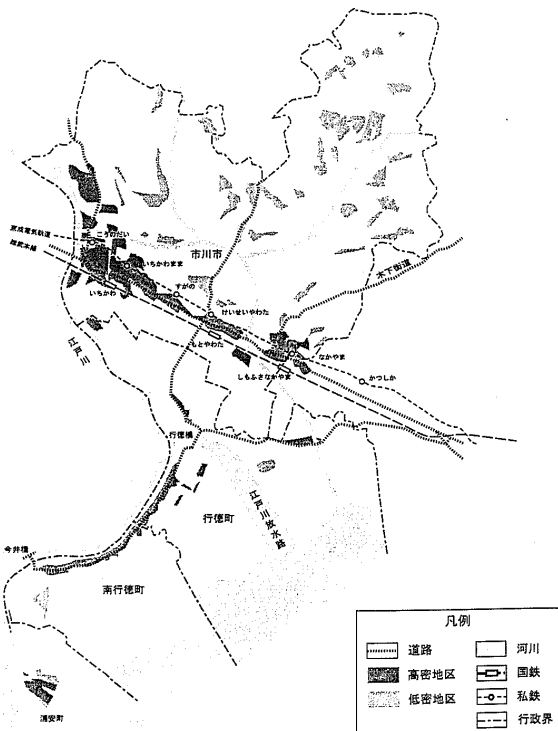 京成電気軌道
こうのだい
総武本線
いちかわまま
市川市
すがの
木下街道
いちかわ
けいせいやわた
もとやわた
なかやま
江戸川
しもふさなかやま
かつしか
行徳橋
江戸川放水路
行徳町
今井橋
南行徳町
浦安町
凡例
道路
河川
高密地区
国鉄
低密地区
私鉄
行政界